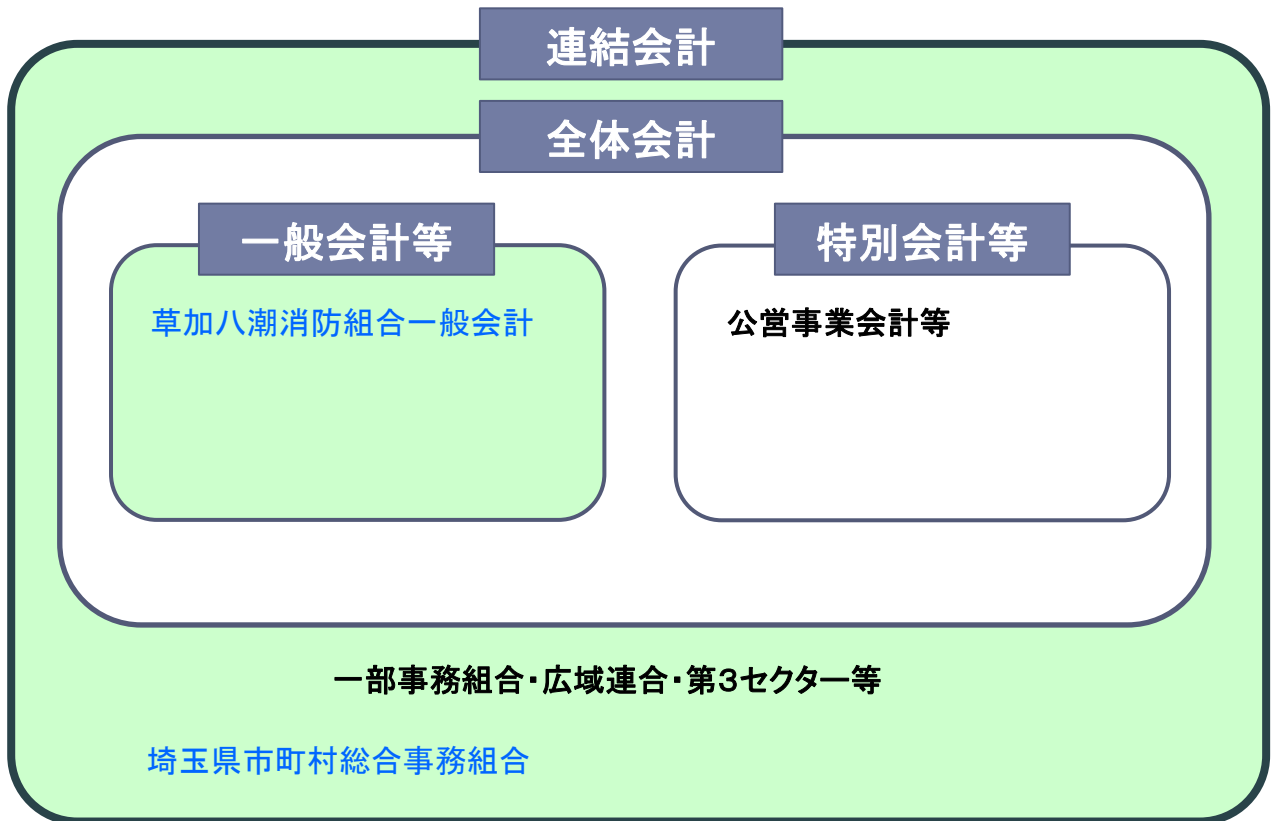 連結会計
全体会計
一般会計等
特別会計等
草加八潮消防組合一般会計
公営事業会計等
一部事務組合・広域連合・第３セクター等
埼玉県市町村総合事務組合